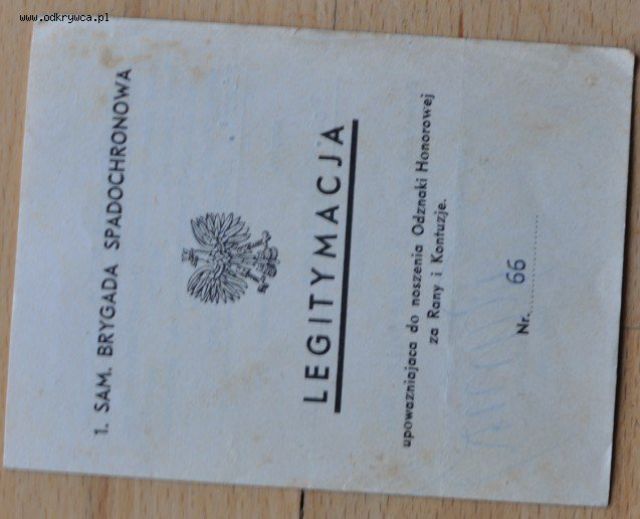 www.odkrywca.pl
1. SAM. BRYGADA SPADOCHRONOWA
LEGITYMACJA
upoważniająca do noszenia Odznaki Honorowej
za Rany i Kontuzje.
Nr. 66